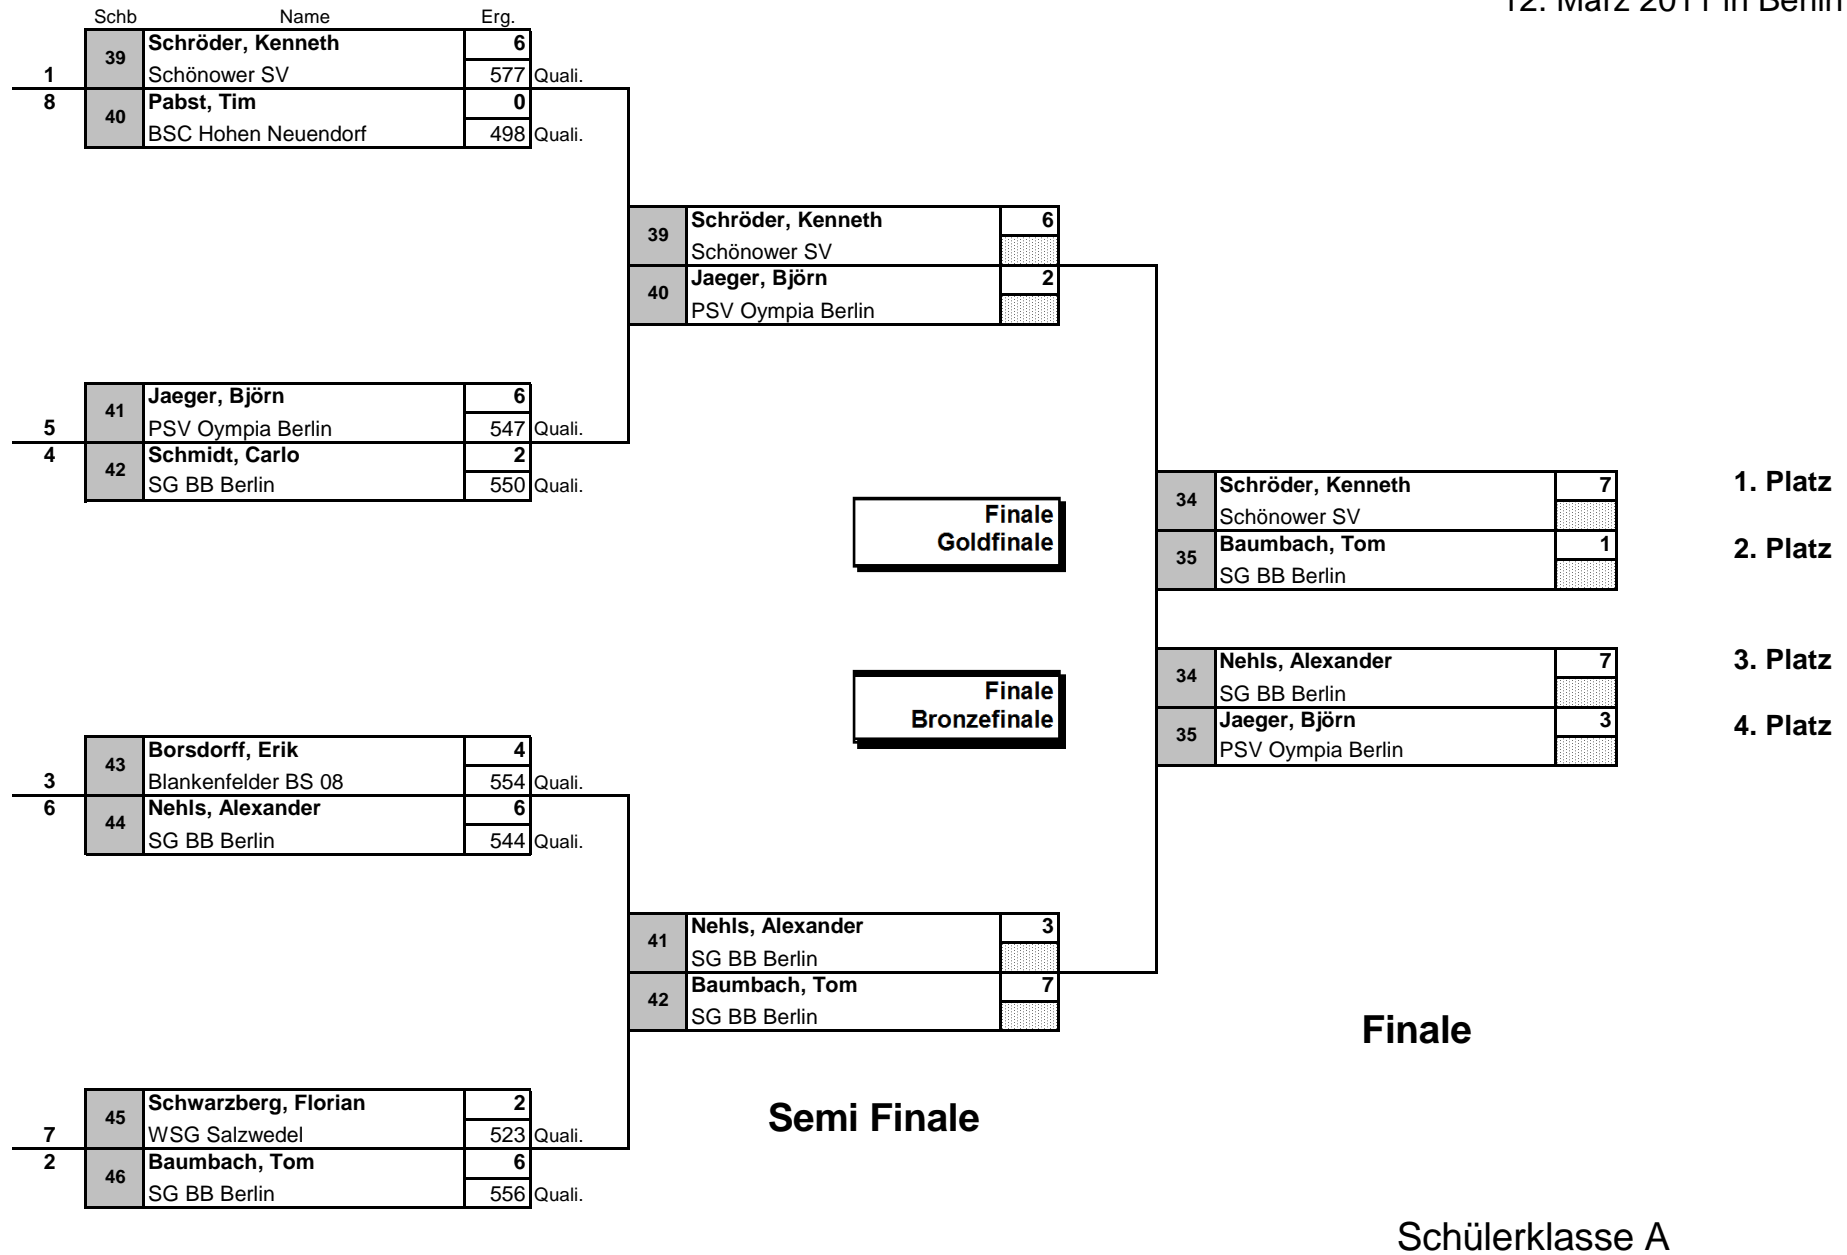 12. März 2011 in Berlin
Schb Name Erg.
39 Schröder, Kenneth 6
1 Schönower SV 577 Quali.
8 40 Pabst, Tim 0
BSC Hohen Neuendorf 498 Quali.
39 Schröder, Kenneth 6
Schönower SV
40 Jaeger, Björn 2
PSV Oympia Berlin
41 Jaeger, Björn 6
5 PSV Oympia Berlin 547 Quali.
4 42 Schmidt, Carlo 2
SG BB Berlin 550 Quali.
Finale
Goldfinale
34 Schröder, Kenneth 7 1. Platz
Schönower SV
35 Baumbach, Tom 1 2. Platz
SG BB Berlin
Finale
Bronzefinale
34 Nehls, Alexander 7 3. Platz
SG BB Berlin
35 Jaeger, Björn 3 4. Platz
PSV Oympia Berlin
43 Borsdorff, Erik 4
3 Blankenfelder BS 08 554 Quali.
6 44 Nehls, Alexander 6
SG BB Berlin 544 Quali.
41 Nehls, Alexander 3
SG BB Berlin
42 Baumbach, Tom 7
SG BB Berlin
Finale
45 Schwarzberg, Florian 2
7 WSG Salzwedel 523 Quali.
2 46 Baumbach, Tom 6
SG BB Berlin 556 Quali.
Semi Finale
Schülerklasse A